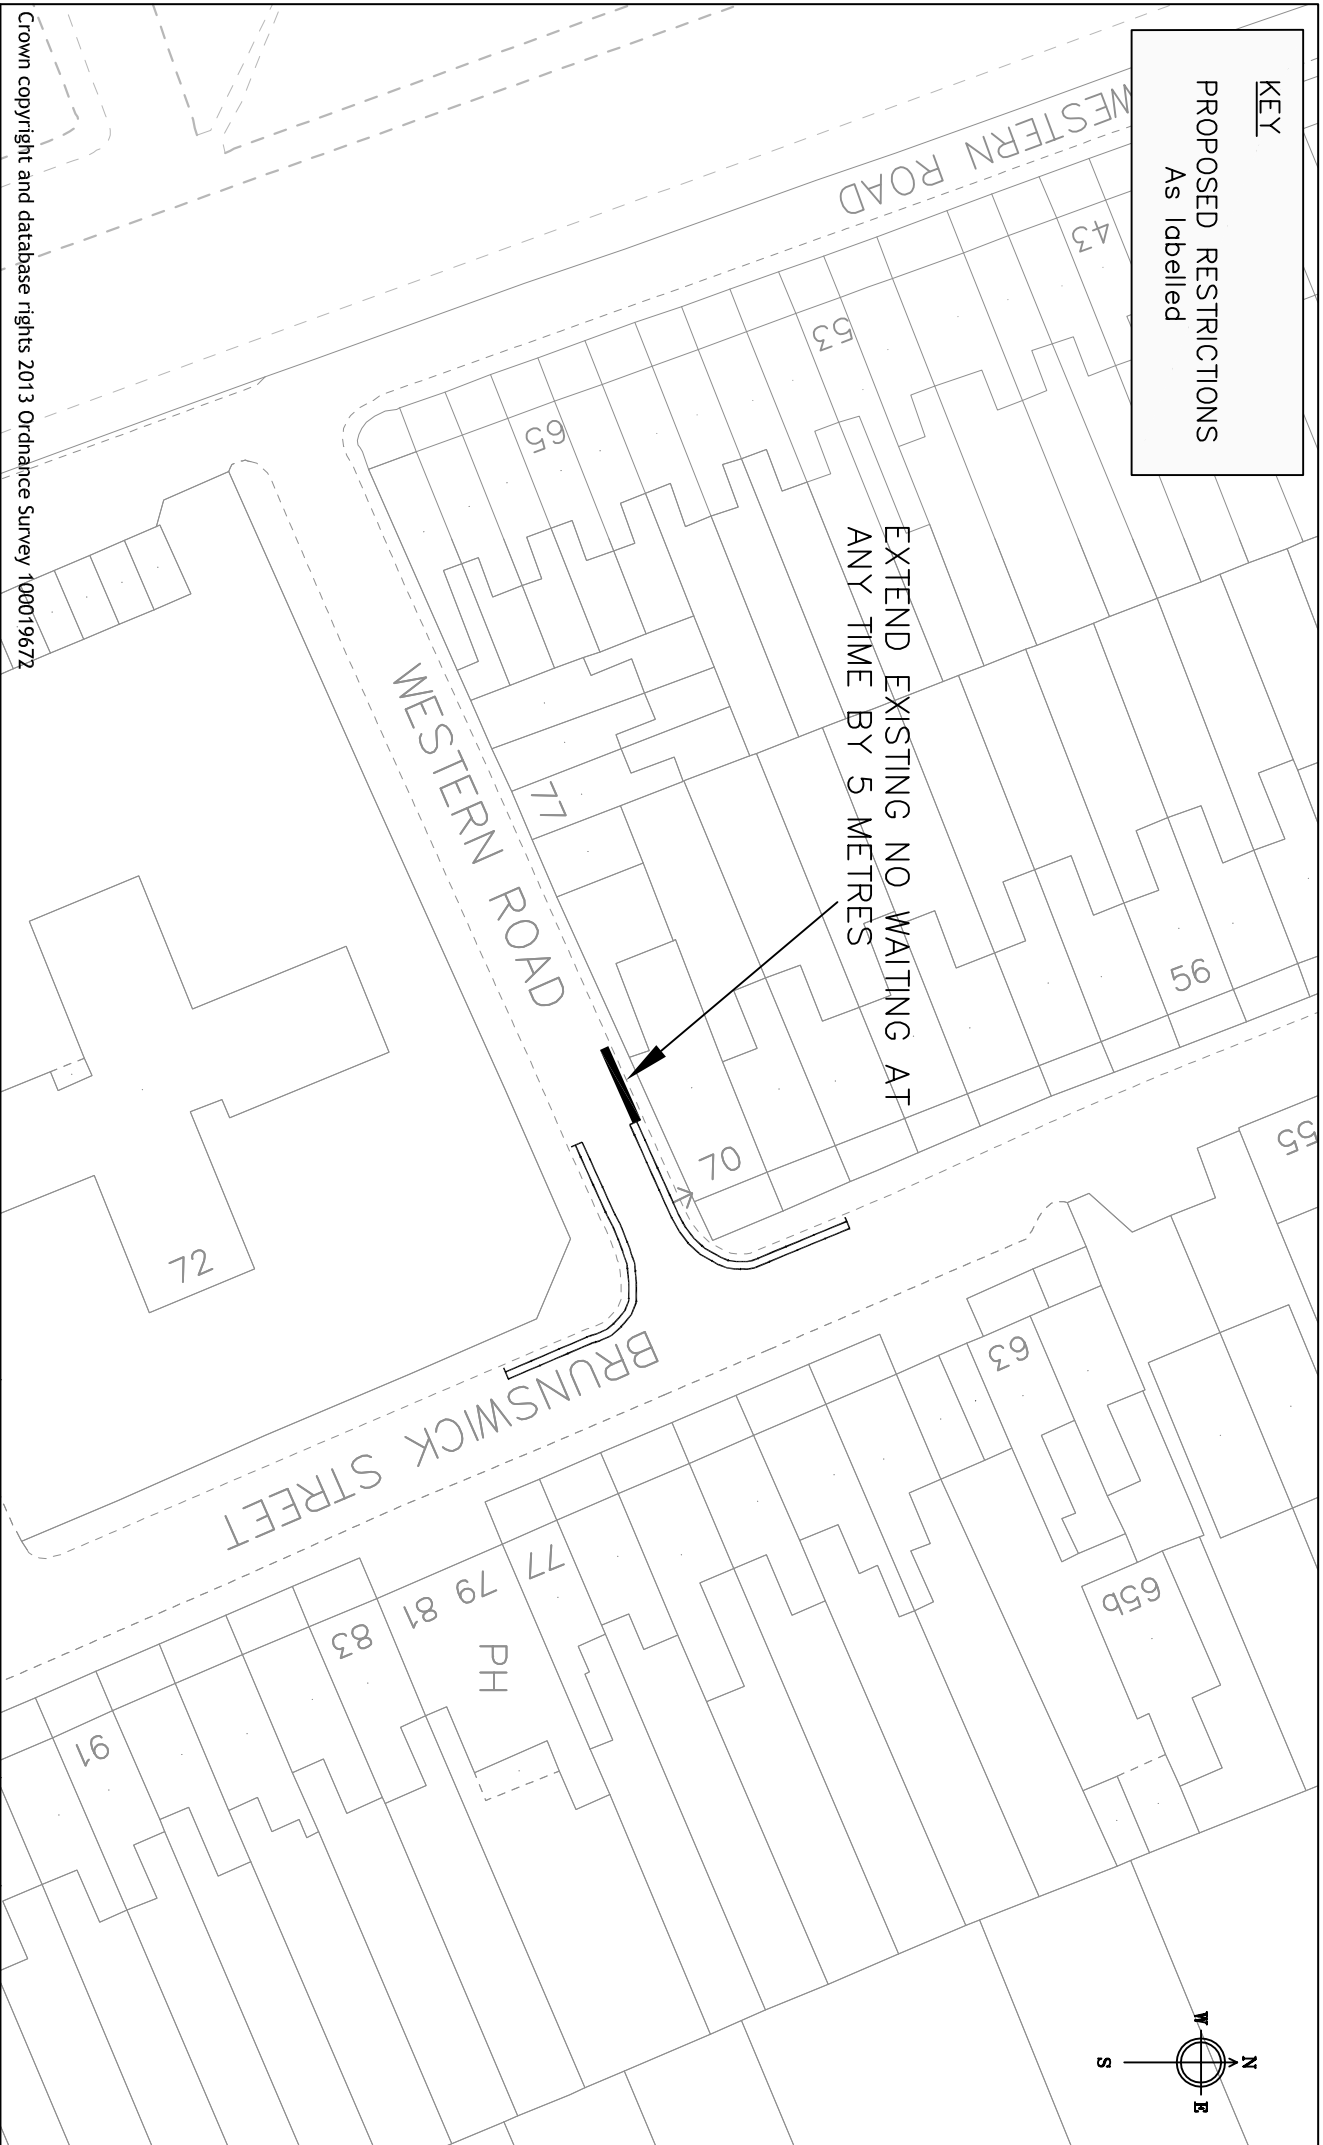 KEY
PROPOSED RESTRICTIONS
As labelled
WESTERN ROAD
43
53
65
EXTEND EXISTING NO WAITING AT
ANY TIME BY 5 METRES
WESTERN ROAD
77
56
70
72
55
63
BRUNSWICK STREET
65b
77
79
81
83
PH
91
N
W
E
S
Crown copyright and database rights 2013 Ordnance Survey 100019672